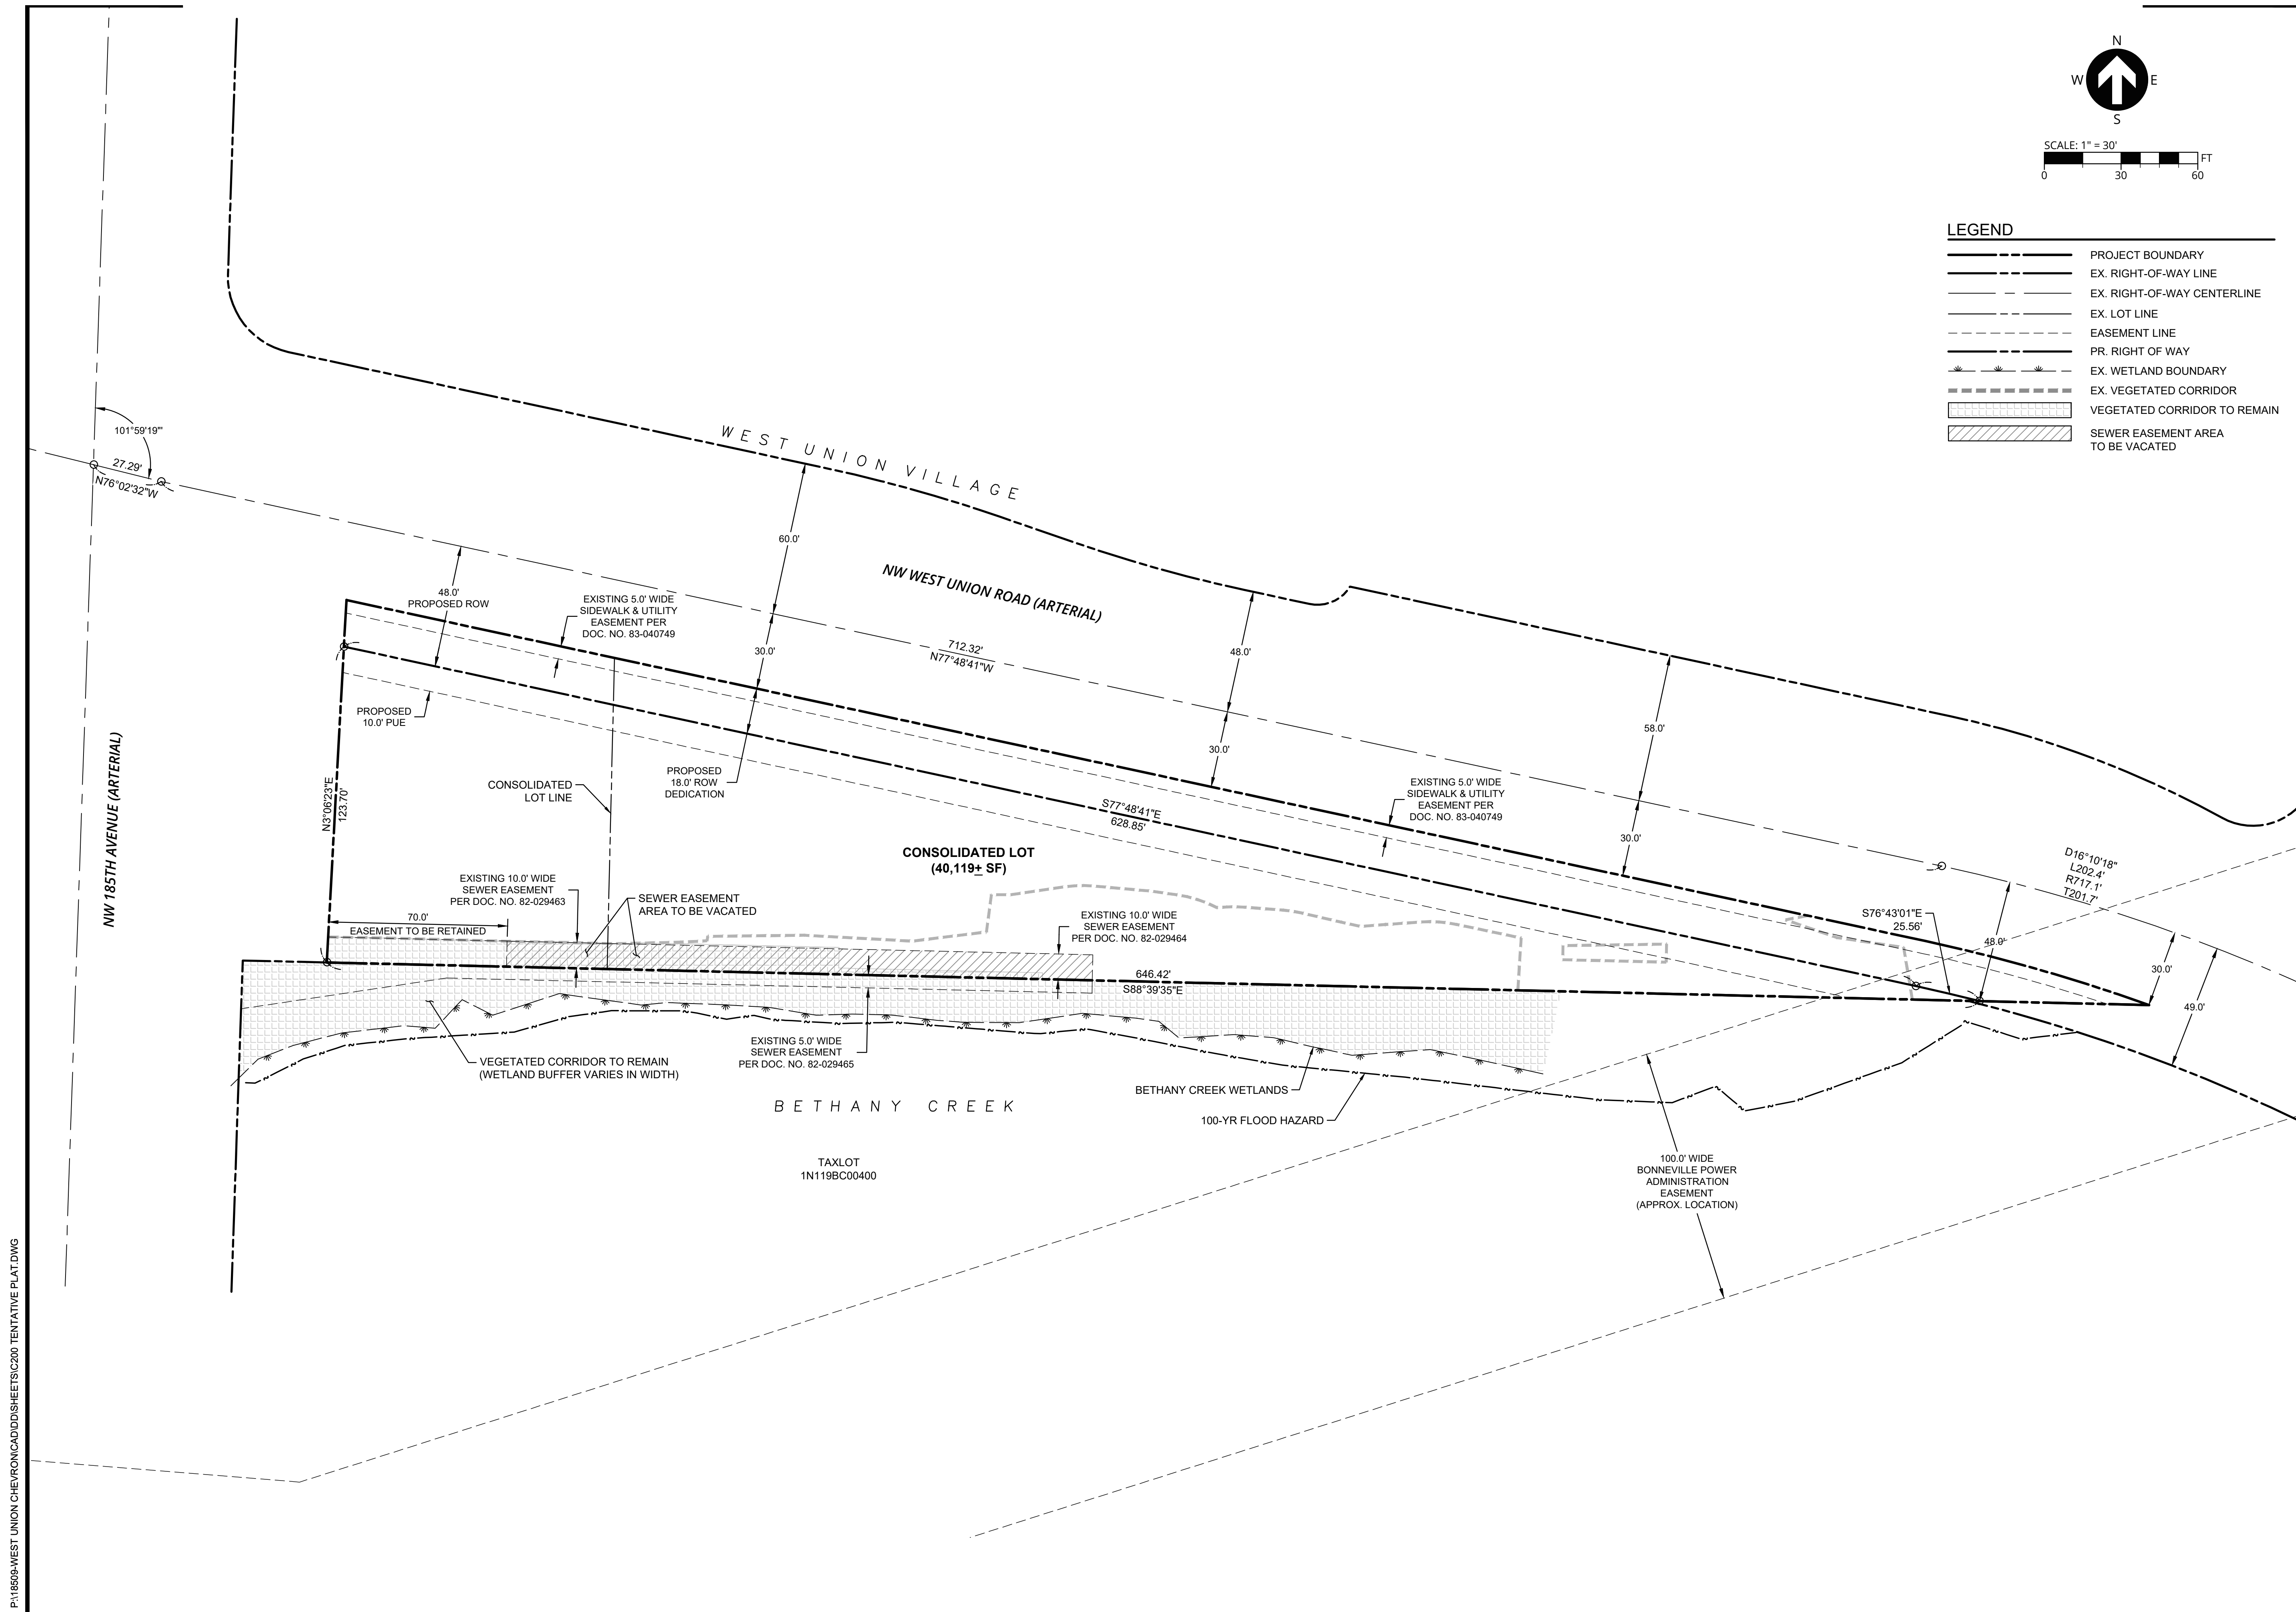 N
W
E
S
SCALE: 1" = 30'
FT
0
30
60
LEGEND
PROJECT BOUNDARY
EX. RIGHT-OF-WAY LINE
EX. RIGHT-OF-WAY CENTERLINE
EX. LOT LINE
EASEMENT LINE
PR. RIGHT OF WAY
EX. WETLAND BOUNDARY
EX. VEGETATED CORRIDOR
VEGETATED CORRIDOR TO REMAIN
SEWER EASEMENT AREA
TO BE VACATED
101°59'19""
27.29'
N76°02'32"W
WEST UNION VILLAGE
60.0'
NW WEST UNION ROAD (ARTERIAL)
48.0'
PROPOSED ROW
EXISTING 5.0' WIDE
SIDEWALK & UTILITY
EASEMENT PER
DOC. NO. 83-040749
30.0'
712.32'
N77°48'41"W
48.0'
30.0'
58.0'
30.0'
PROPOSED
10.0' PUE
NW 185TH AVENUE (ARTERIAL)
N3°06'23"E
123.70'
CONSOLIDATED
LOT LINE
PROPOSED
18.0' ROW
DEDICATION
S77°48'41"E
628.85'
EXISTING 5.0' WIDE
SIDEWALK & UTILITY
EASEMENT PER
DOC. NO. 83-040749
CONSOLIDATED LOT
(40,119± SF)
D16°10'18"
L202.4'
R717.1'
T201.7'
EXISTING 10.0' WIDE
SEWER EASEMENT
PER DOC. NO. 82-029463
SEWER EASEMENT
AREA TO BE VACATED
70.0'
EASEMENT TO BE RETAINED
EXISTING 10.0' WIDE
SEWER EASEMENT
PER DOC. NO. 82-029464
S76°43'01"E
25.56'
48.0'
30.0'
49.0'
646.42'
S88°39'35"E
EXISTING 5.0' WIDE
SEWER EASEMENT
PER DOC. NO. 82-029465
VEGETATED CORRIDOR TO REMAIN
(WETLAND BUFFER VARIES IN WIDTH)
BETHANY CREEK WETLANDS
100-YR FLOOD HAZARD
BETHANY CREEK
TAXLOT
1N119BC00400
100.0' WIDE
BONNEVILLE POWER
ADMINISTRATION
EASEMENT
(APPROX. LOCATION)
P:\18509-WEST UNION CHEVRON\CAD\DD\SHEETS\C200 TENTATIVE PLAT.DWG